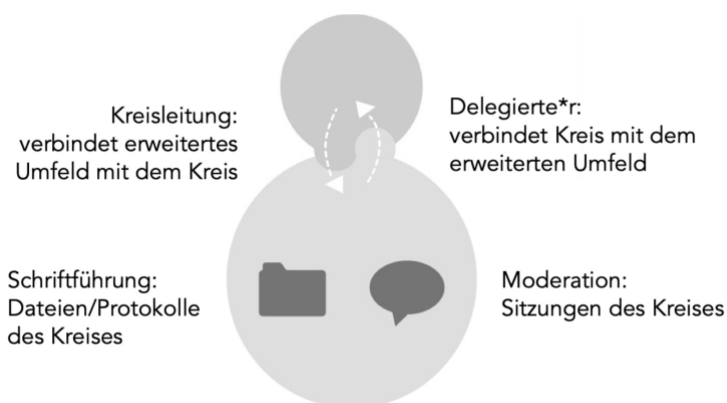 Kreisleitung:
verbindet erweitertes
Umfeld mit dem Kreis
Delegierte*r:
verbindet Kreis mit dem
erweiterten Umfeld
Schriftführung:
Dateien/Protokolle
des Kreises
Moderation:
Sitzungen des Kreises